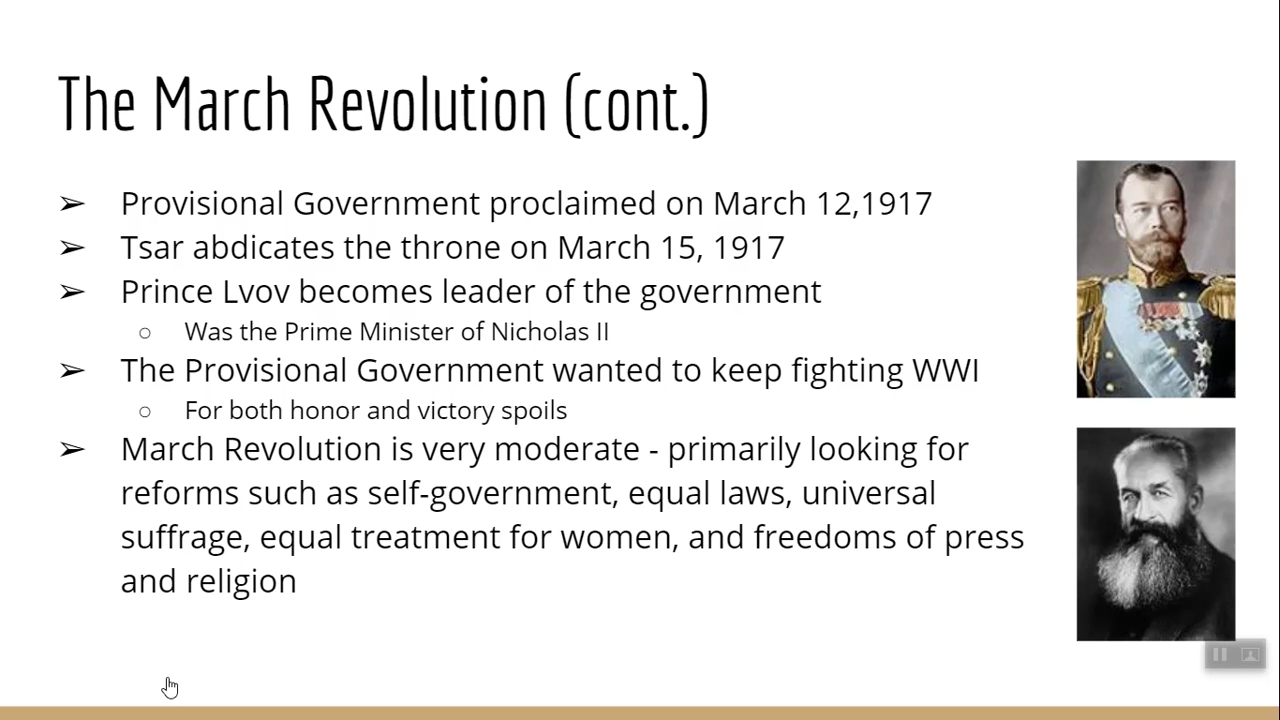 The March Revolution (cont.)
➢ Provisional Government proclaimed on March 12,1917
➢ Tsar abdicates the throne on March 15, 1917
➢ Prince Lvov becomes leader of the government
○ Was the Prime Minister of Nicholas II
➢ The Provisional Government wanted to keep fighting WWI
○ For both honor and victory spoils
➢ March Revolution is very moderate - primarily looking for
reforms such as self-government, equal laws, universal
suffrage, equal treatment for women, and freedoms of press
and religion